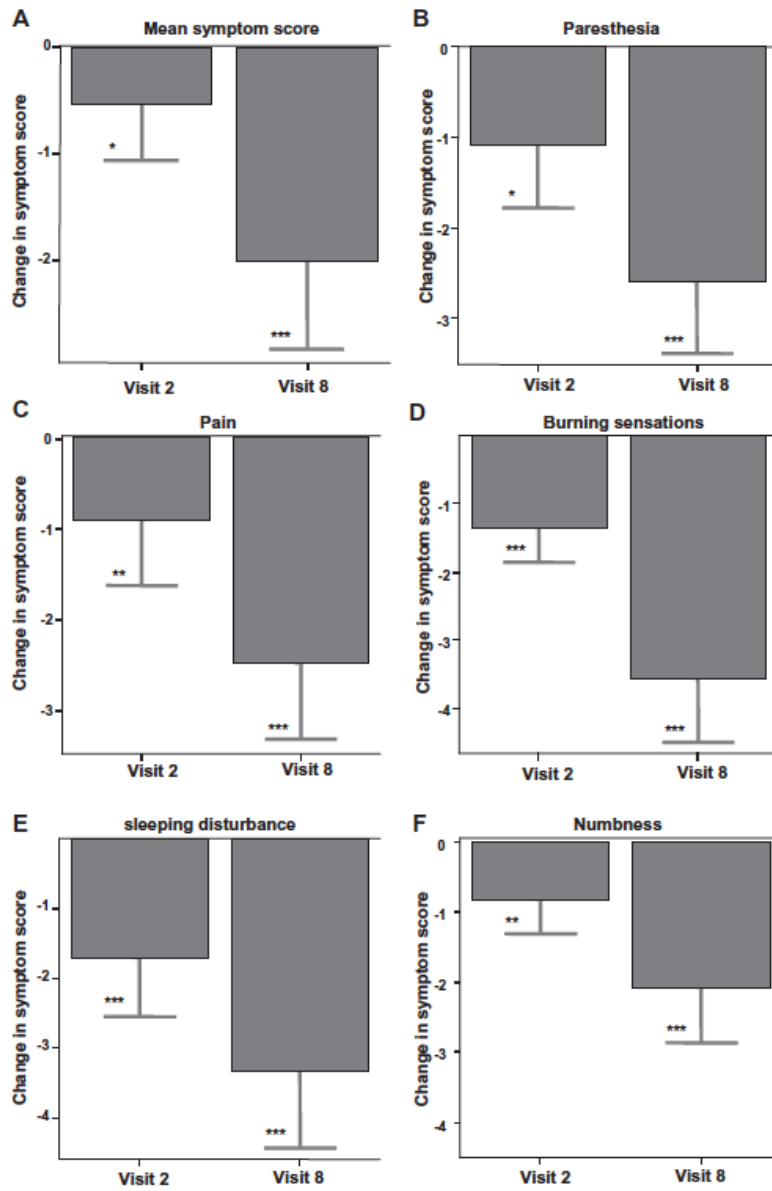 A
Mean symptom score
Change in symptom score
0
-1
-2
*
***
Visit 2
Visit 8
B
Paresthesia
Change in symptom score
0
-1
-2
-3
*
***
Visit 2
Visit 8
C
Pain
Change in symptom score
0
-1
-2
-3
**
***
Visit 2
Visit 8
D
Burning sensations
Change in symptom score
-1
-2
-3
-4
***
***
Visit 2
Visit 8
E
sleeping disturbance
Change in symptom score
-1
-2
-3
-4
***
***
Visit 2
Visit 8
F
Numbness
Change in symptom score
0
-1
-2
-3
-4
**
***
Visit 2
Visit 8